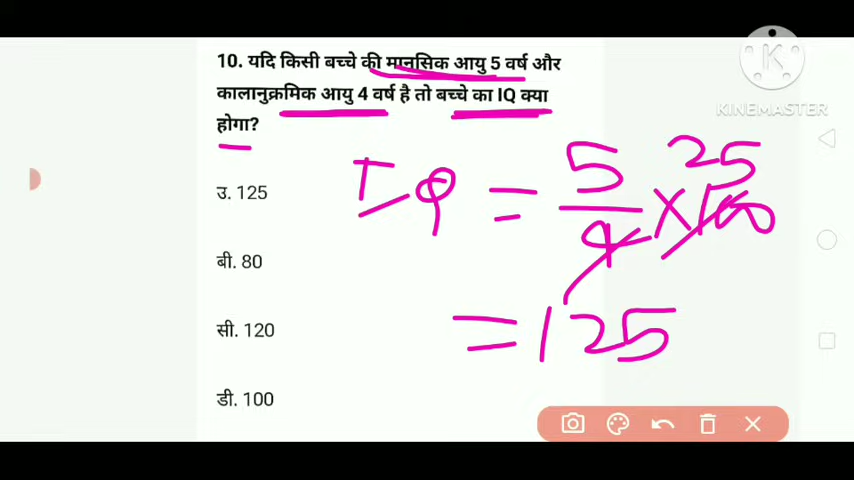 10. यदि किसी बच्चे की मानसिक आयु 5 वर्ष और
कालानुक्रमिक आयु 4 वर्ष है तो बच्चे का IQ क्या
होगा?
उ. 125
बी. 80
सी. 120
डी. 100
IQ = 5/4 × 100 25
= 125
K
KINEMASTER